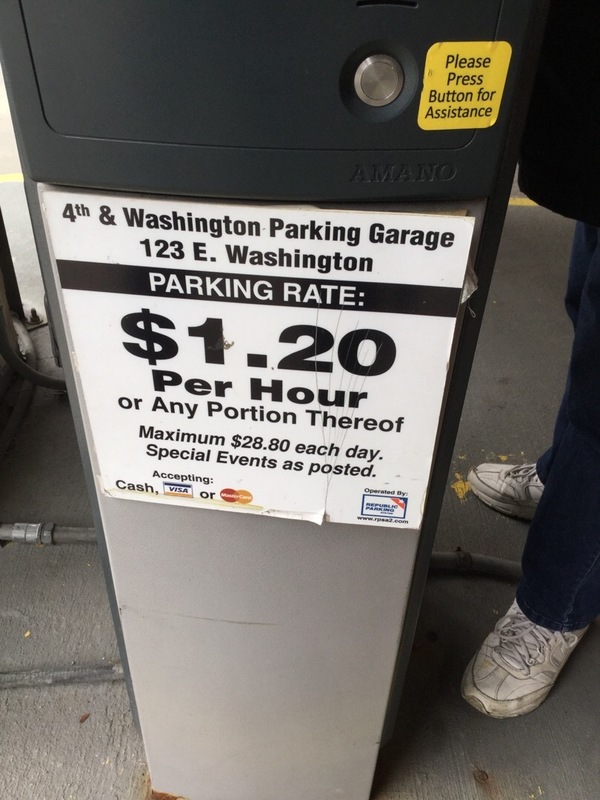 Please
Press
Button for
Assistance
AMANO
4th & Washington Parking Garage
123 E. Washington
PARKING RATE:
$1.20
Per Hour
or Any Portion Thereof
Maximum $28.80 each day.
Special Events as posted.
Accepting:
Cash, VISA or MasterCard
Operated By:
REPUBLIC
PARKING
www.rpsa2.com